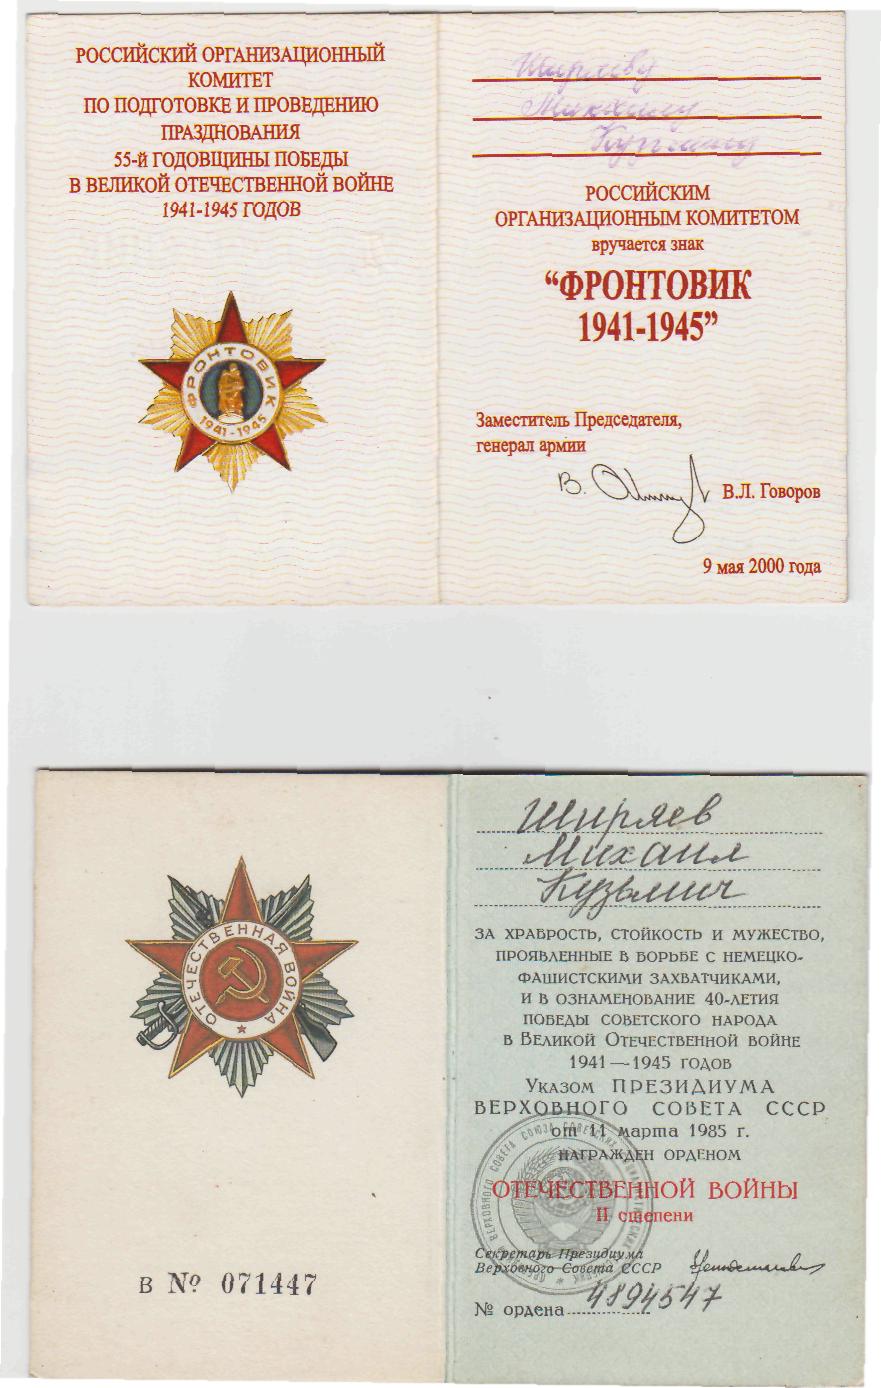 РОССИЙСКИЙ ОРГАНИЗАЦИОННЫЙ
КОМИТЕТ
ПО ПОДГОТОВКЕ И ПРОВЕДЕНИЮ
ПРАЗДНОВАНИЯ
55-й ГОДОВЩИНЫ ПОБЕДЫ
В ВЕЛИКОЙ ОТЕЧЕСТВЕННОЙ ВОЙНЕ
1941-1945 ГОДОВ
ФРОНТОВИК
1941-1945
Ширяеву
Михаилу
РОССИЙСКИМ
ОРГАНИЗАЦИОННЫМ КОМИТЕТОМ
вручается знак
“ФРОНТОВИК
1941-1945”
Заместитель Председателя,
генерал армии
В.Л. Говоров
9 мая 2000 года
ОТЕЧЕСТВЕННАЯ ВОЙНА
В № 071447
Ширяев
Михаил
Кузьмич
ЗА ХРАБРОСТЬ, СТОЙКОСТЬ И МУЖЕСТВО,
ПРОЯВЛЕННЫЕ В БОРЬБЕ С НЕМЕЦКО-
ФАШИСТСКИМИ ЗАХВАТЧИКАМИ,
И В ОЗНАМЕНОВАНИЕ 40-ЛЕТИЯ
ПОБЕДЫ СОВЕТСКОГО НАРОДА
В ВЕЛИКОЙ ОТЕЧЕСТВЕННОЙ ВОЙНЕ
1941—1945 ГОДОВ
УКАЗОМ ПРЕЗИДИУМА
ВЕРХОВНОГО СОВЕТА СССР
от 11 марта 1985 г.
НАГРАЖДЕН ОРДЕНОМ
ОТЕЧЕСТВЕННОЙ ВОЙНЫ
II степени
Секретарь Президиума
Верховного Совета СССР
№ ордена 4894547